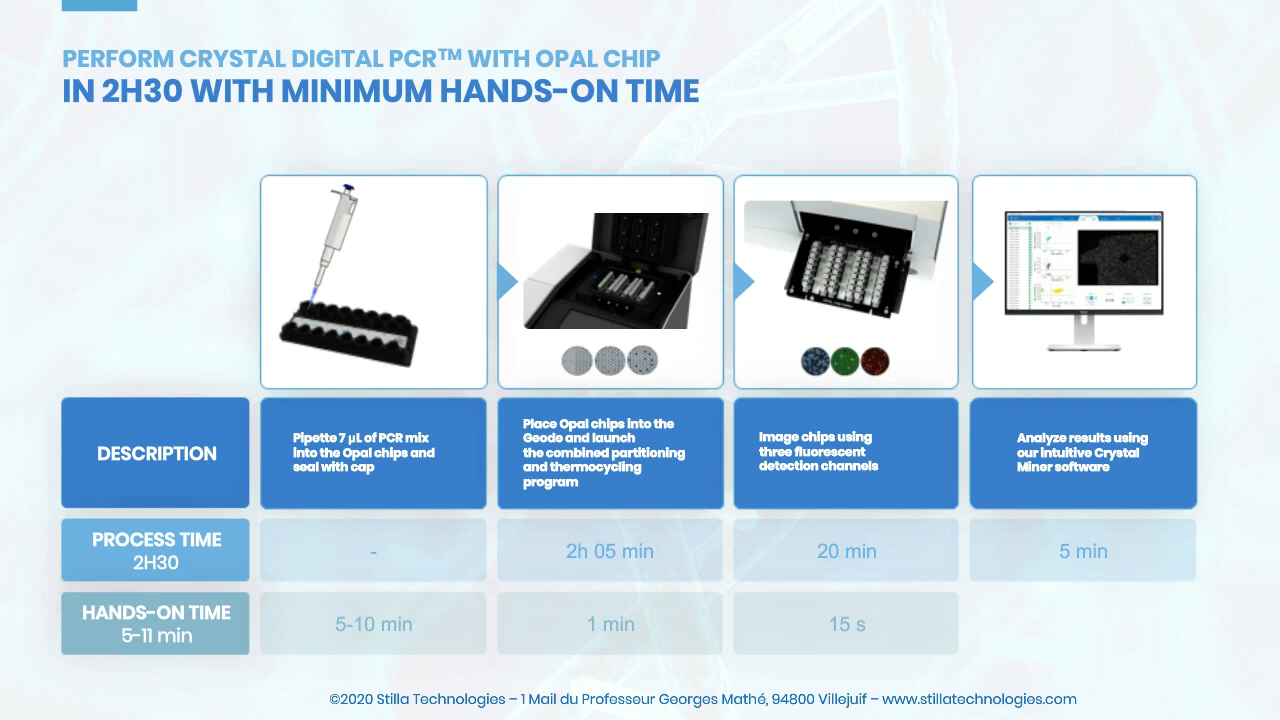 PERFORM CRYSTAL DIGITAL PCR™ WITH OPAL CHIP
IN 2H30 WITH MINIMUM HANDS-ON TIME
DESCRIPTION
Pipette 7 µL of PCR mix
into the Opal chips and
seal with cap
Place Opal chips into the
Geode and launch
the combined partitioning
and thermocycling
program
Image chips using
three fluorescent
detection channels
Analyze results using
our intuitive Crystal
Miner software
PROCESS TIME
2H30
-
2h 05 min
20 min
5 min
HANDS-ON TIME
5-11 min
5-10 min
1 min
15 s
©2020 Stilla Technologies – 1 Mail du Professeur Georges Mathé, 94800 Villejuif – www.stillatechnologies.com